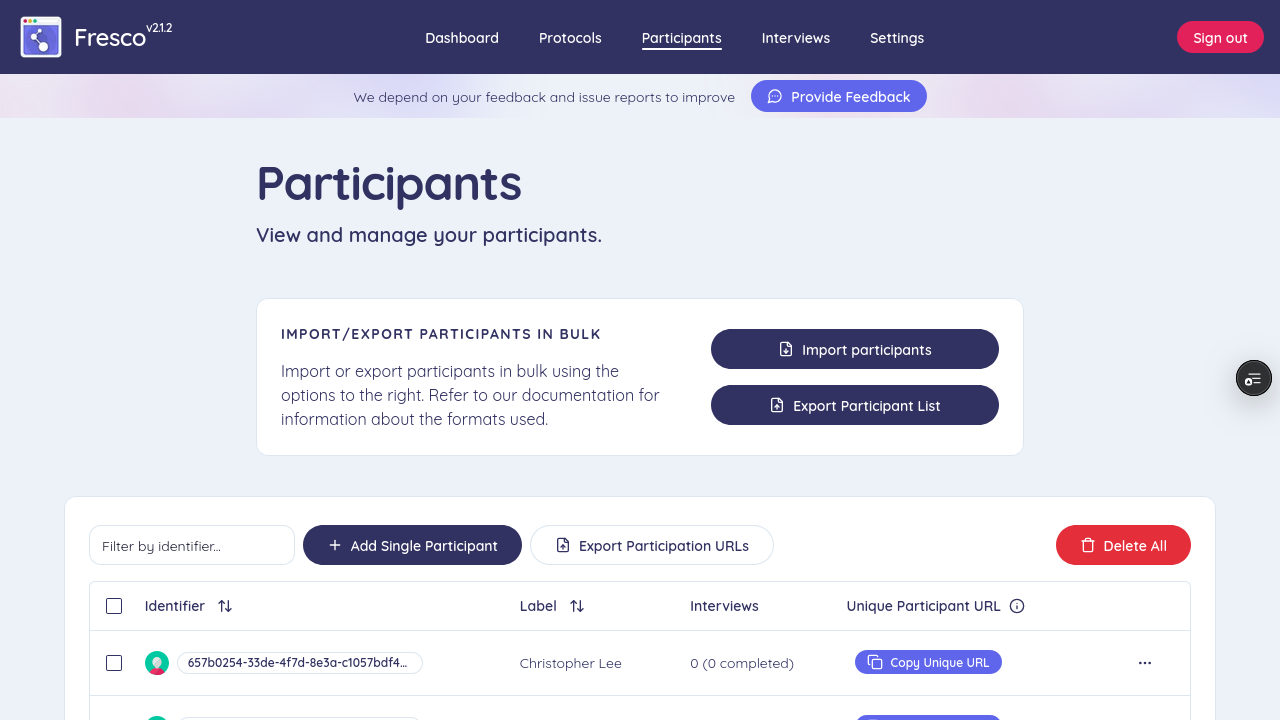 Fresco v2.1.2
Dashboard Protocols Participants Interviews Settings Sign out
We depend on your feedback and issue reports to improve Provide Feedback
Participants
View and manage your participants.
IMPORT/EXPORT PARTICIPANTS IN BULK
Import or export participants in bulk using the
options to the right. Refer to our documentation for
information about the formats used.
Import participants
Export Participant List
Filter by identifier... Add Single Participant Export Participation URLs Delete All
Identifier Label Interviews Unique Participant URL
657b0254-33de-4f7d-8e3a-c1057bdf4... Christopher Lee 0 (0 completed) Copy Unique URL